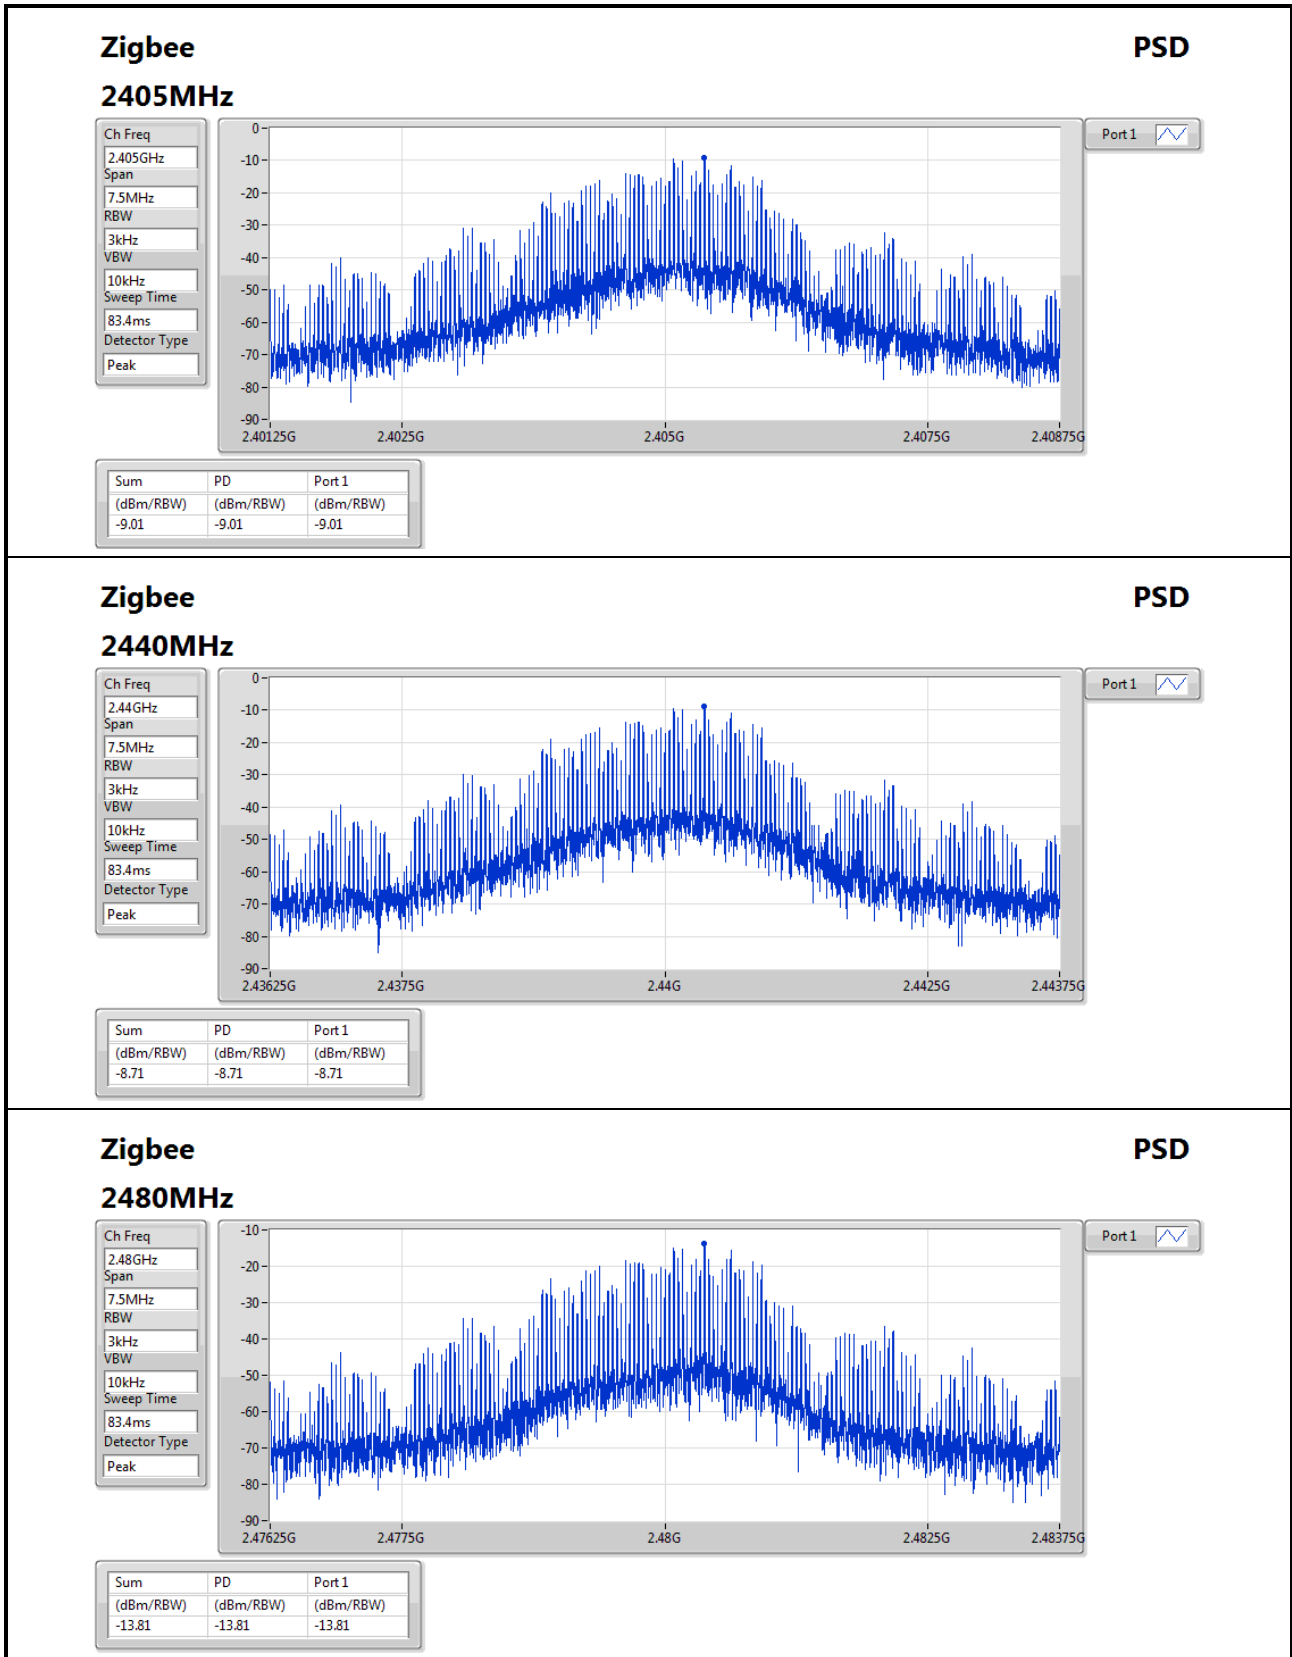 Zigbee PSD
2405MHz
Ch Freq
2.405GHz
Span
7.5MHz
RBW
3kHz
VBW
10kHz
Sweep Time
83.4ms
Detector Type
Peak
0
-10
-20
-30
-40
-50
-60
-70
-80
-90
2.40125G 2.4025G 2.405G 2.4075G 2.40875G
Port 1
Sum PD Port 1
(dBm/RBW) (dBm/RBW) (dBm/RBW)
-9.01 -9.01 -9.01
Zigbee PSD
2440MHz
Ch Freq
2.44GHz
Span
7.5MHz
RBW
3kHz
VBW
10kHz
Sweep Time
83.4ms
Detector Type
Peak
0
-10
-20
-30
-40
-50
-60
-70
-80
-90
2.43625G 2.4375G 2.44G 2.4425G 2.44375G
Port 1
Sum PD Port 1
(dBm/RBW) (dBm/RBW) (dBm/RBW)
-8.71 -8.71 -8.71
Zigbee PSD
2480MHz
Ch Freq
2.48GHz
Span
7.5MHz
RBW
3kHz
VBW
10kHz
Sweep Time
83.4ms
Detector Type
Peak
-10
-20
-30
-40
-50
-60
-70
-80
-90
2.47625G 2.4775G 2.48G 2.4825G 2.48375G
Port 1
Sum PD Port 1
(dBm/RBW) (dBm/RBW) (dBm/RBW)
-13.81 -13.81 -13.81